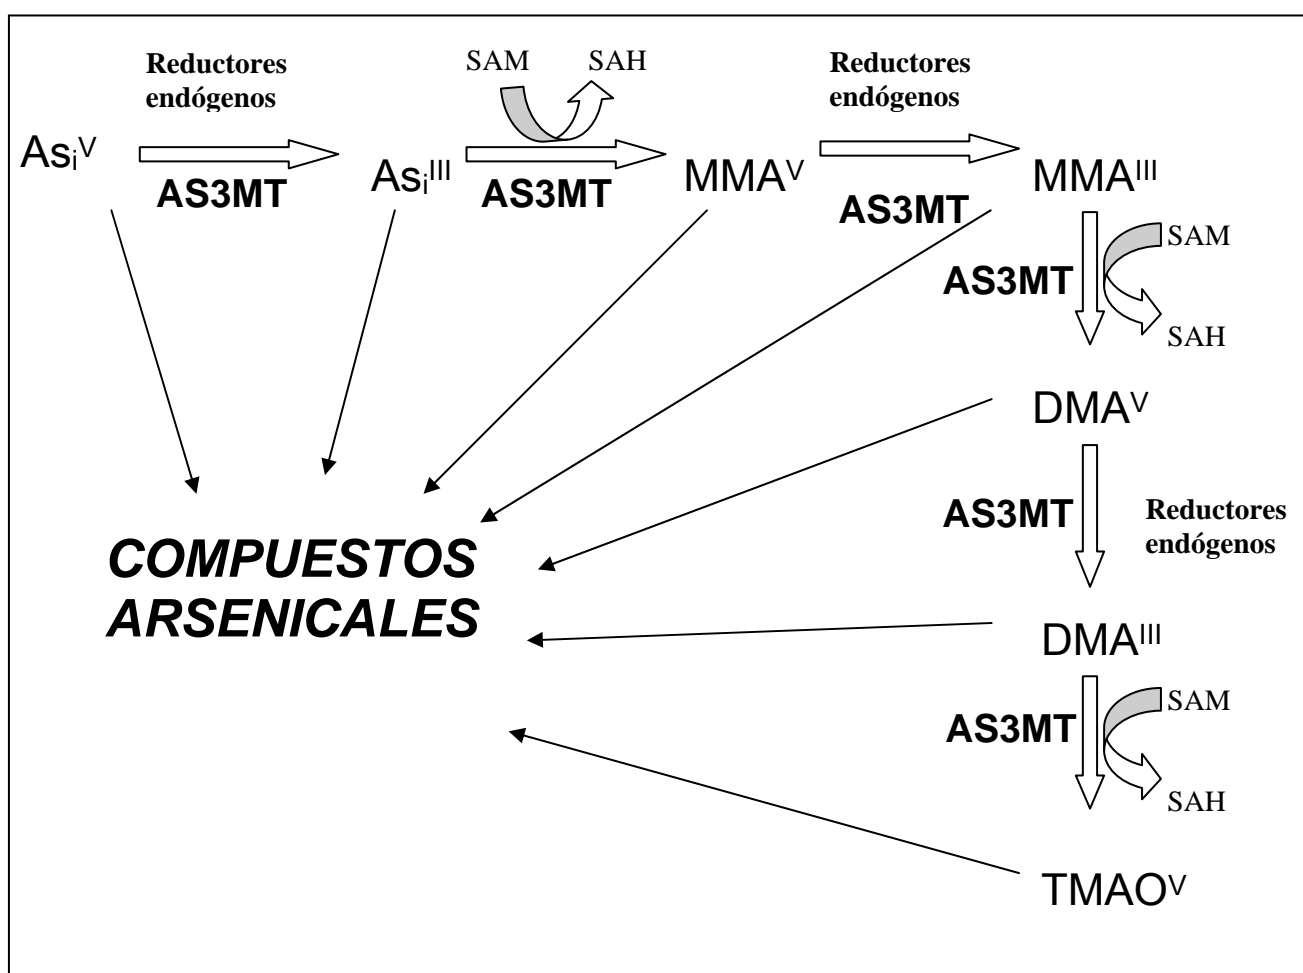 Reductores
endógenos
SAM
SAH
Reductores
endógenos
Asᵢⱽ
AS3MT
Asᵢᴵᴵᴵ
AS3MT
MMAⱽ
AS3MT
MMAᴵᴵᴵ
SAM
AS3MT
SAH
DMAⱽ
AS3MT
Reductores
endógenos
COMPUESTOS
ARSENICALES
DMAᴵᴵᴵ
SAM
AS3MT
SAH
TMAOⱽ